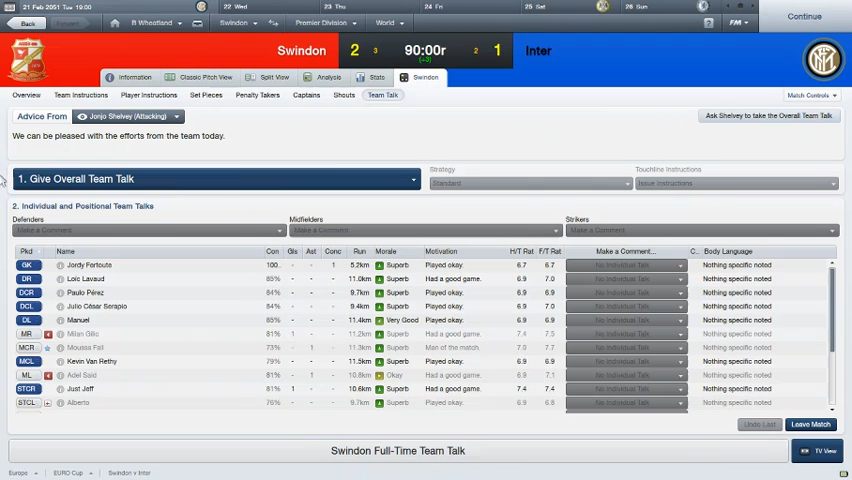 21 Feb 2051 Tue 19:00 22 Wed 23 Thu 24 Fri 25 Sat 26 Sun
Back B Wheatland Swindon Premier Division World ? FM Continue
Swindon 2 3 90:00r (+3) 2 1 Inter
Information Classic Pitch View Split View Analysis Stats Swindon
Overview Team Instructions Player Instructions Set Pieces Penalty Takers Captains Shouts Team Talk Match Controls
Advice From Jonjo Shelvey (Attacking) Ask Shelvey to take the Overall Team Talk
We can be pleased with the efforts from the team today.
Strategy Touchline Instructions
1. Give Overall Team Talk Standard Issue Instructions
2. Individual and Positional Team Talks
Defenders Midfielders Strikers
Make a Comment Make a Comment Make a Comment
Pkd Name Con Gls Ast Conc Run Morale Motivation H/T Rat F/T Rat Make a Comment... C.. Body Language
GK Jordy Fertoute 100.. - - 1 5.2km Superb Played okay. 6.7 6.7 No Individual Talk Nothing specific noted
DR Loïc Lavaud 85% - - - 11.0km Superb Had a good game. 6.9 7.0 No Individual Talk Nothing specific noted
DCR Paulo Pérez 84% - - - 9.7km Superb Played okay. 6.9 6.9 No Individual Talk Nothing specific noted
DCL Julio César Serapio 84% - - - 9.4km Superb Played okay. 6.9 7.0 No Individual Talk Nothing specific noted
DL Manuel 85% - - - 11.4km Very Good Played okay. 6.9 6.9 No Individual Talk Nothing specific noted
MR Milan Gilic 81% 1 - - 11.2km Superb Had a good game. 7.4 7.5 No Individual Talk Nothing specific noted
MCR Moussa Fall 73% - 1 - 11.3km Superb Man of the match. 7.0 7.7 No Individual Talk Nothing specific noted
MCL Kevin Van Rethy 79% - - - 11.5km Superb Played okay. 6.9 6.9 No Individual Talk Nothing specific noted
ML Adel Said 81% - 1 - 10.8km Okay Had a good game. 6.9 7.1 No Individual Talk Nothing specific noted
STCR Just Jeff 81% 1 - - 10.6km Superb Had a good game. 7.4 7.4 No Individual Talk Nothing specific noted
STCL Alberto 76% - - - 9.7km Superb Played okay. 6.9 6.8 No Individual Talk Nothing specific noted
Undo Last Leave Match
Swindon Full-Time Team Talk TV View
Europe EURO Cup Swindon v Inter